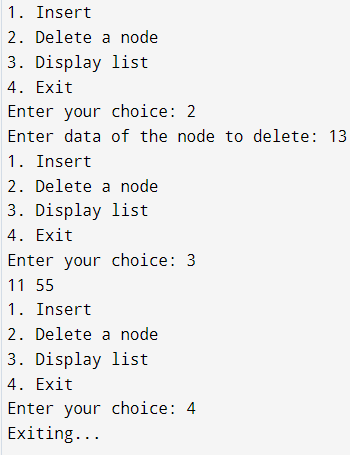 1. Insert
2. Delete a node
3. Display list
4. Exit
Enter your choice: 2
Enter data of the node to delete: 13
1. Insert
2. Delete a node
3. Display list
4. Exit
Enter your choice: 3
11 55
1. Insert
2. Delete a node
3. Display list
4. Exit
Enter your choice: 4
Exiting...